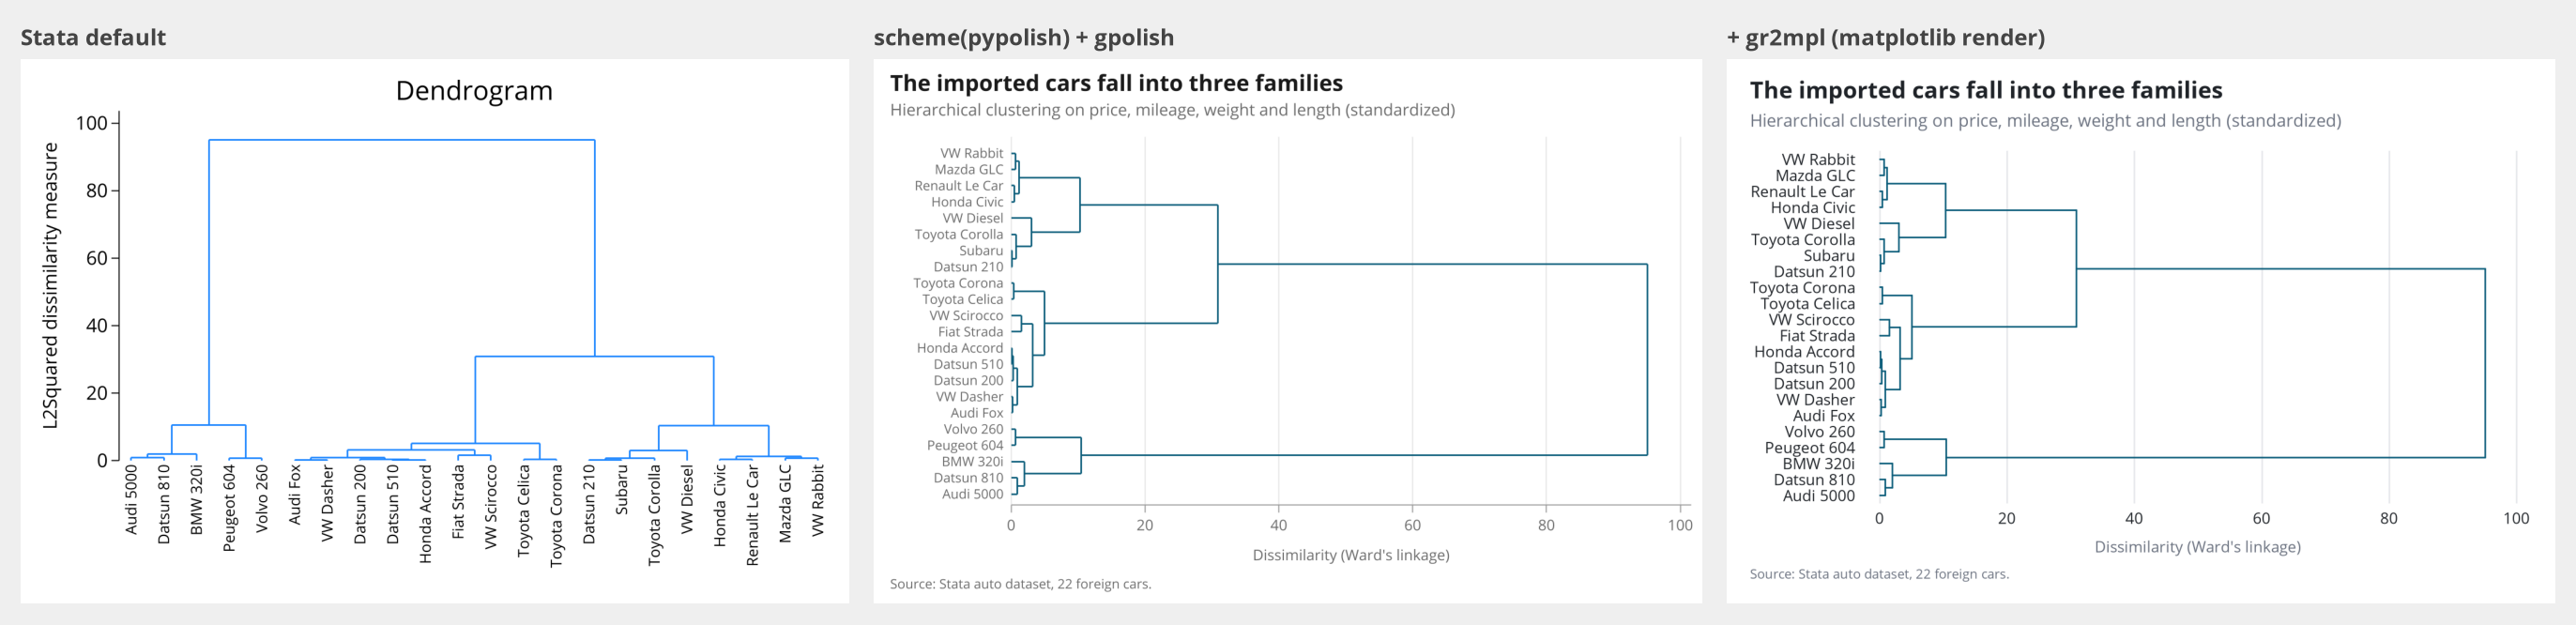 Stata default
Dendrogram
L2Squared dissimilarity measure
100
80
60
40
20
0
Audi 5000
Datsun 810
BMW 320i
Peugeot 604
Volvo 260
Audi Fox
VW Dasher
Datsun 200
Datsun 510
Honda Accord
Fiat Strada
VW Scirocco
Toyota Celica
Toyota Corona
Datsun 210
Subaru
Toyota Corolla
VW Diesel
Honda Civic
Renault Le Car
Mazda GLC
VW Rabbit
scheme(pypolish) + gpolish
The imported cars fall into three families
Hierarchical clustering on price, mileage, weight and length (standardized)
VW Rabbit
Mazda GLC
Renault Le Car
Honda Civic
VW Diesel
Toyota Corolla
Subaru
Datsun 210
Toyota Corona
Toyota Celica
VW Scirocco
Fiat Strada
Honda Accord
Datsun 510
Datsun 200
VW Dasher
Audi Fox
Volvo 260
Peugeot 604
BMW 320i
Datsun 810
Audi 5000
0 20 40 60 80 100
Dissimilarity (Ward's linkage)
Source: Stata auto dataset, 22 foreign cars.
+ gr2mpl (matplotlib render)
The imported cars fall into three families
Hierarchical clustering on price, mileage, weight and length (standardized)
VW Rabbit
Mazda GLC
Renault Le Car
Honda Civic
VW Diesel
Toyota Corolla
Subaru
Datsun 210
Toyota Corona
Toyota Celica
VW Scirocco
Fiat Strada
Honda Accord
Datsun 510
Datsun 200
VW Dasher
Audi Fox
Volvo 260
Peugeot 604
BMW 320i
Datsun 810
Audi 5000
0 20 40 60 80 100
Dissimilarity (Ward's linkage)
Source: Stata auto dataset, 22 foreign cars.